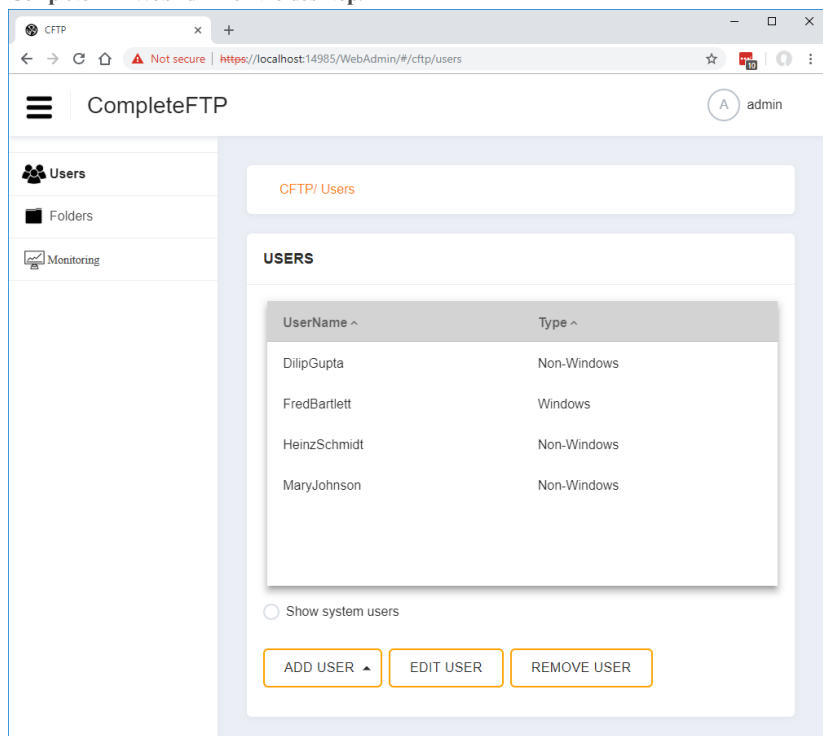 CFTP
Not secure | https://localhost:14985/WebAdmin/#/cftp/users
10
CompleteFTP
A admin
Users
Folders
Monitoring
CFTP/ Users
USERS
UserName Type
DilipGupta Non-Windows
FredBartlett Windows
HeinzSchmidt Non-Windows
MaryJohnson Non-Windows
Show system users
ADD USER EDIT USER REMOVE USER